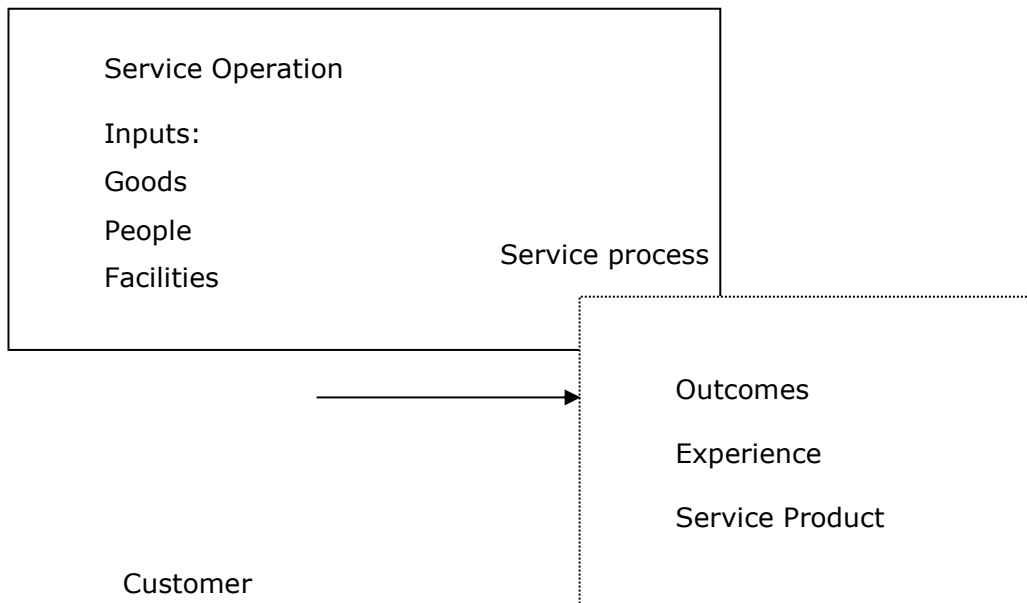 Service Operation
Inputs:
Goods
People
Service process
Facilities
Outcomes
Experience
Service Product
Customer